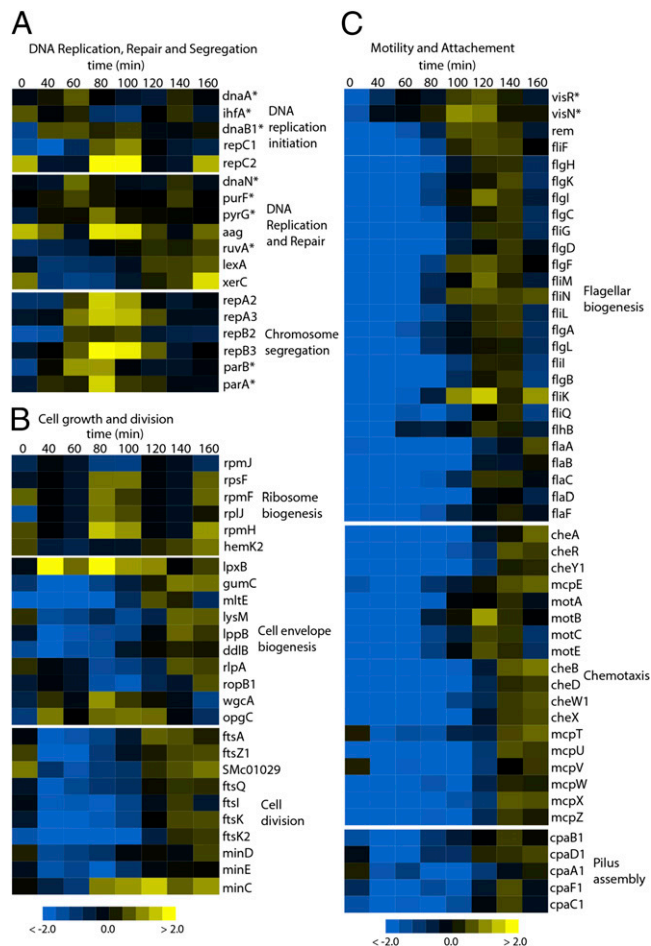 A
DNA Replication, Repair and Segregation
time (min)
0 40 60 80 100 120 140 160
dnaA*
ihfA*
dnaB1*
repC1
repC2
DNA
replication
initiation
dnaN*
purF*
pyrG*
aag
ruvA*
lexA
xerC
DNA
Replication
and Repair
repA2
repA3
repB2
repB3
parB*
parA*
Chromosome
segregation
B
Cell growth and division
time (min)
0 40 60 80 100 120 140 160
rpmJ
rpsF
rpmF
rplJ
rpmH
hemK2
Ribosome
biogenesis
lpxB
gumC
mltE
lysM
lppB
ddlB
rlpA
ropB1
wgcA
opgC
Cell envelope
biogenesis
ftsA
ftsZ1
SMc01029
ftsQ
ftsI
ftsK
ftsK2
minD
minE
minC
Cell
division
< -2.0 0.0 > 2.0
C
Motility and Attachement
time (min)
0 40 60 80 100 120 140 160
visR*
visN*
rem
fliF
flgH
flgK
flgI
flgC
fliG
flgD
flgF
fliM
fliN
fliL
flgA
flgL
fliI
flgB
fliK
fliQ
flhB
flaA
flaB
flaC
flaD
flaF
Flagellar
biogenesis
cheA
cheR
cheY1
mcpE
motA
motB
motC
motE
cheB
cheD
cheW1
cheX
mcpT
mcpU
mcpV
mcpW
mcpX
mcpZ
Chemotaxis
cpaB1
cpaD1
cpaA1
cpaF1
cpaC1
Pilus
assembly
< -2.0 0.0 > 2.0